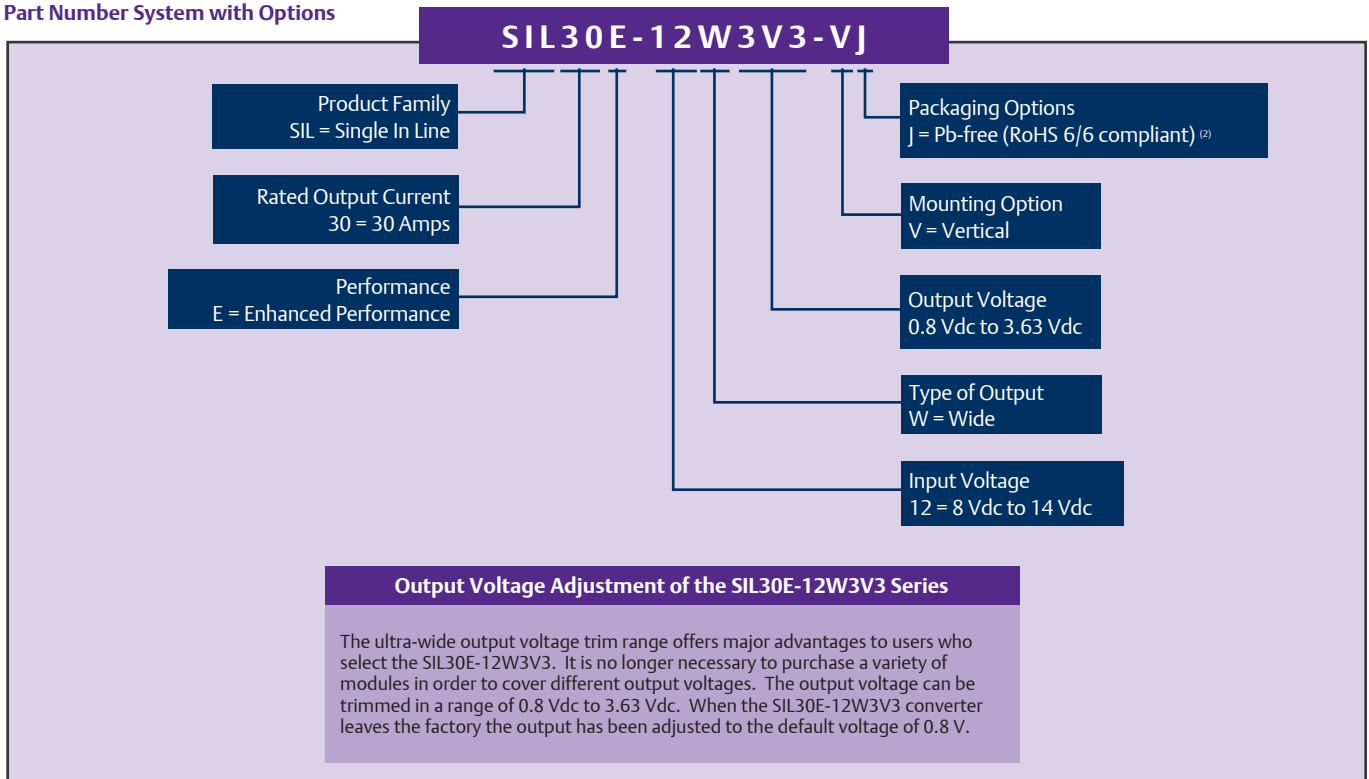 Part Number System with Options
SIL30E-12W3V3-VJ
Product Family
SIL = Single In Line
Rated Output Current
30 = 30 Amps
Performance
E = Enhanced Performance
Packaging Options
J = Pb-free (RoHS 6/6 compliant) (2)
Mounting Option
V = Vertical
Output Voltage
0.8 Vdc to 3.63 Vdc
Type of Output
W = Wide
Input Voltage
12 = 8 Vdc to 14 Vdc
Output Voltage Adjustment of the SIL30E-12W3V3 Series
The ultra-wide output voltage trim range offers major advantages to users who
select the SIL30E-12W3V3. It is no longer necessary to purchase a variety of
modules in order to cover different output voltages. The output voltage can be
trimmed in a range of 0.8 Vdc to 3.63 Vdc. When the SIL30E-12W3V3 converter
leaves the factory the output has been adjusted to the default voltage of 0.8 V.